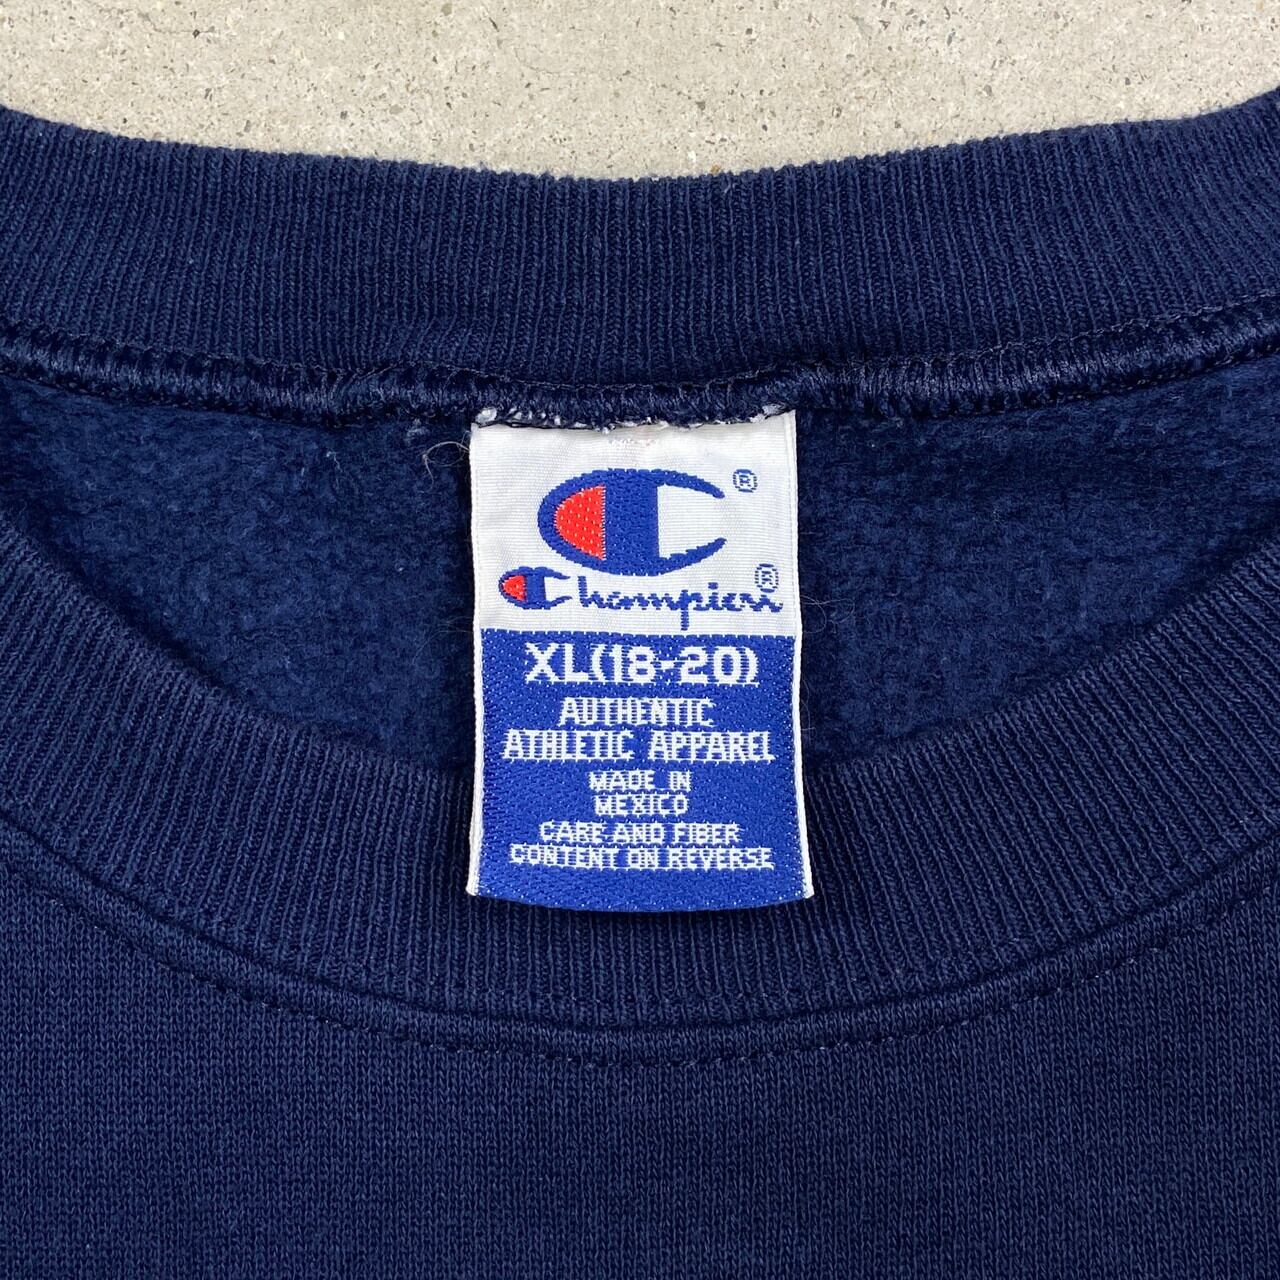 ®
Champion®
XL(18-20)
AUTHENTIC
ATHLETIC APPAREL
MADE IN
MEXICO
CARE AND FIBER
CONTENT ON REVERSE